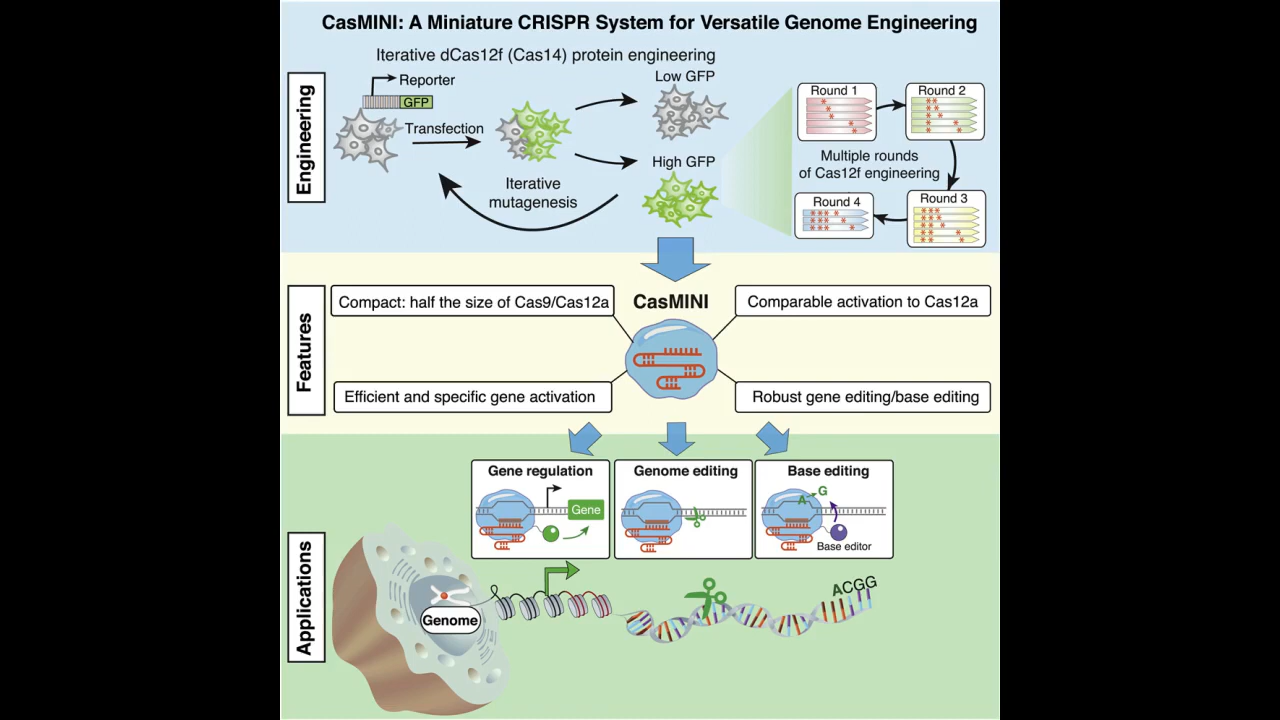 CasMINI: A Miniature CRISPR System for Versatile Genome Engineering
Engineering
Iterative dCas12f (Cas14) protein engineering
Reporter
GFP
Transfection
Low GFP
High GFP
Iterative
mutagenesis
Round 1
Round 2
Multiple rounds
of Cas12f engineering
Round 4
Round 3
Features
Compact: half the size of Cas9/Cas12a
CasMINI
Comparable activation to Cas12a
Efficient and specific gene activation
Robust gene editing/base editing
Applications
Gene regulation
Gene
Genome editing
Base editing
A
G
Base editor
Genome
ACGG